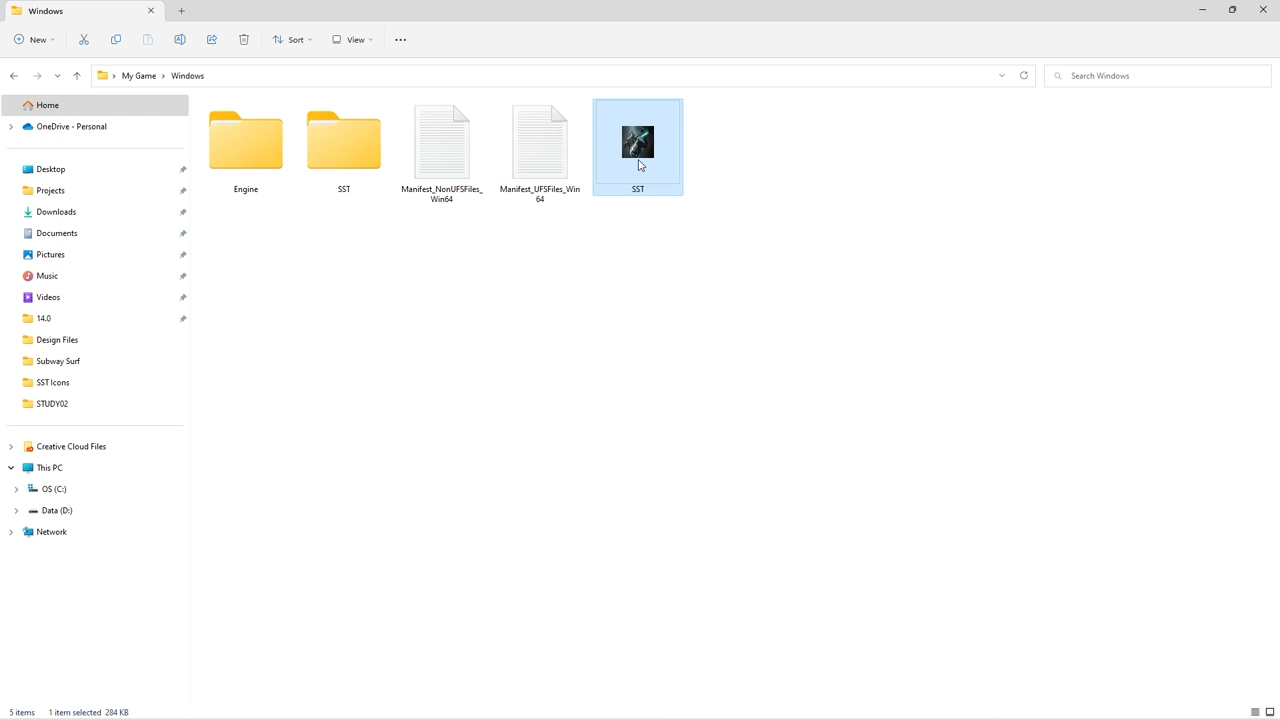 Windows
New
Sort
View
My Game
Windows
Search Windows
Home
OneDrive - Personal
Desktop
Projects
Downloads
Documents
Pictures
Music
Videos
14.0
Design Files
Subway Surf
SST Icons
STUDY02
Creative Cloud Files
This PC
OS (C:)
Data (D:)
Network
Engine
SST
Manifest_NonUFSFiles_
Win64
Manifest_UFSFiles_Win
64
SST
5 items 1 item selected 284 KB